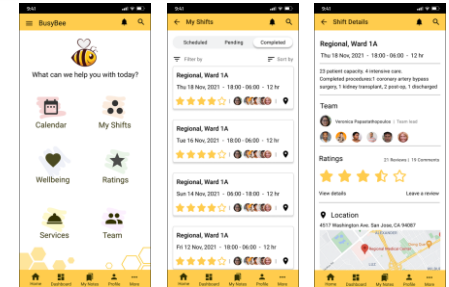 9:41
BusyBee
What can we help you with today?
Calendar
My Shifts
Wellbeing
Ratings
Services
Team
Home Dashboard My Notes Profile More
9:41
My Shifts
Scheduled Pending Completed
Filter by Sort by
Regional, Ward 1A
Thu 18 Nov, 2021 - 18:00 - 06:00 - 12 hr
Regional, Ward 1A
Tue 16 Nov, 2021 - 18:00 - 06:00 - 12 hr
Regional, Ward 1A
Sun 14 Nov, 2021 - 06:00 - 18:00 - 12 hr
Regional, Ward 1A
Fri 12 Nov, 2021 - 18:00 - 06:00 - 12 hr
Home Dashboard My Notes Profile More
9:41
Shift Details
Regional, Ward 1A
Thu 18 Nov, 2021 - 18:00 - 06:00 - 12 hr
23 patient capacity. 4 intensive care.
Completed procedures:1 coronary artery bypass
surgery, 1 kidney transplant, 2 post-op, 1 discharged
Team
Veronica Papastathopoulos | Team lead
Ratings 21 Reviews | 19 Comments
View details Leave a review
Location
4517 Washington Ave. San Jose, CA 94087
Regional Medical Center
Home Dashboard My Notes Profile More